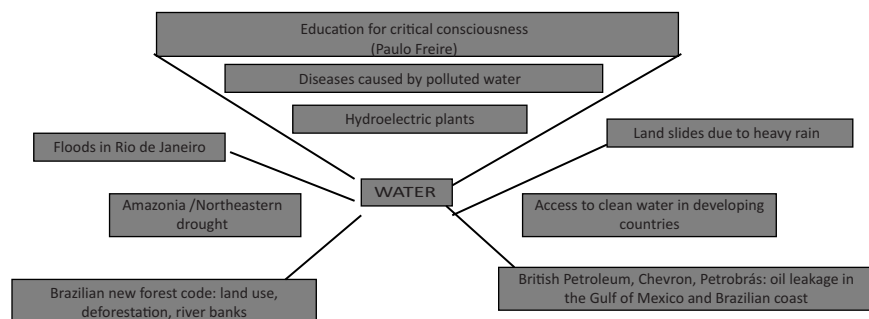 Education for critical consciousness
(Paulo Freire)
Diseases caused by polluted water
Hydroelectric plants
Floods in Rio de Janeiro
Land slides due to heavy rain
WATER
Amazonia /Northeastern
drought
Access to clean water in developing
countries
Brazilian new forest code: land use,
deforestation, river banks
British Petroleum, Chevron, Petrobrás: oil leakage in
the Gulf of Mexico and Brazilian coast